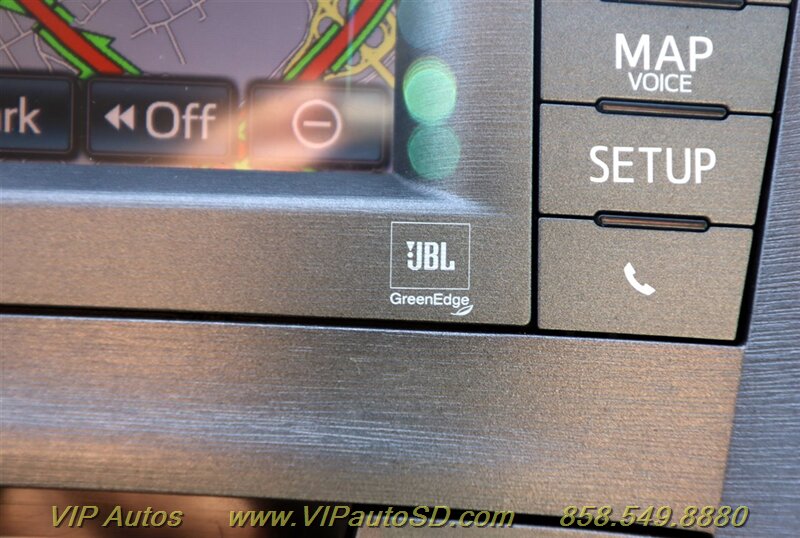 MAP
VOICE
rk
Off
SETUP
JBL
GreenEdge
VIP Autos www.VIPautoSD.com 858.549.8880